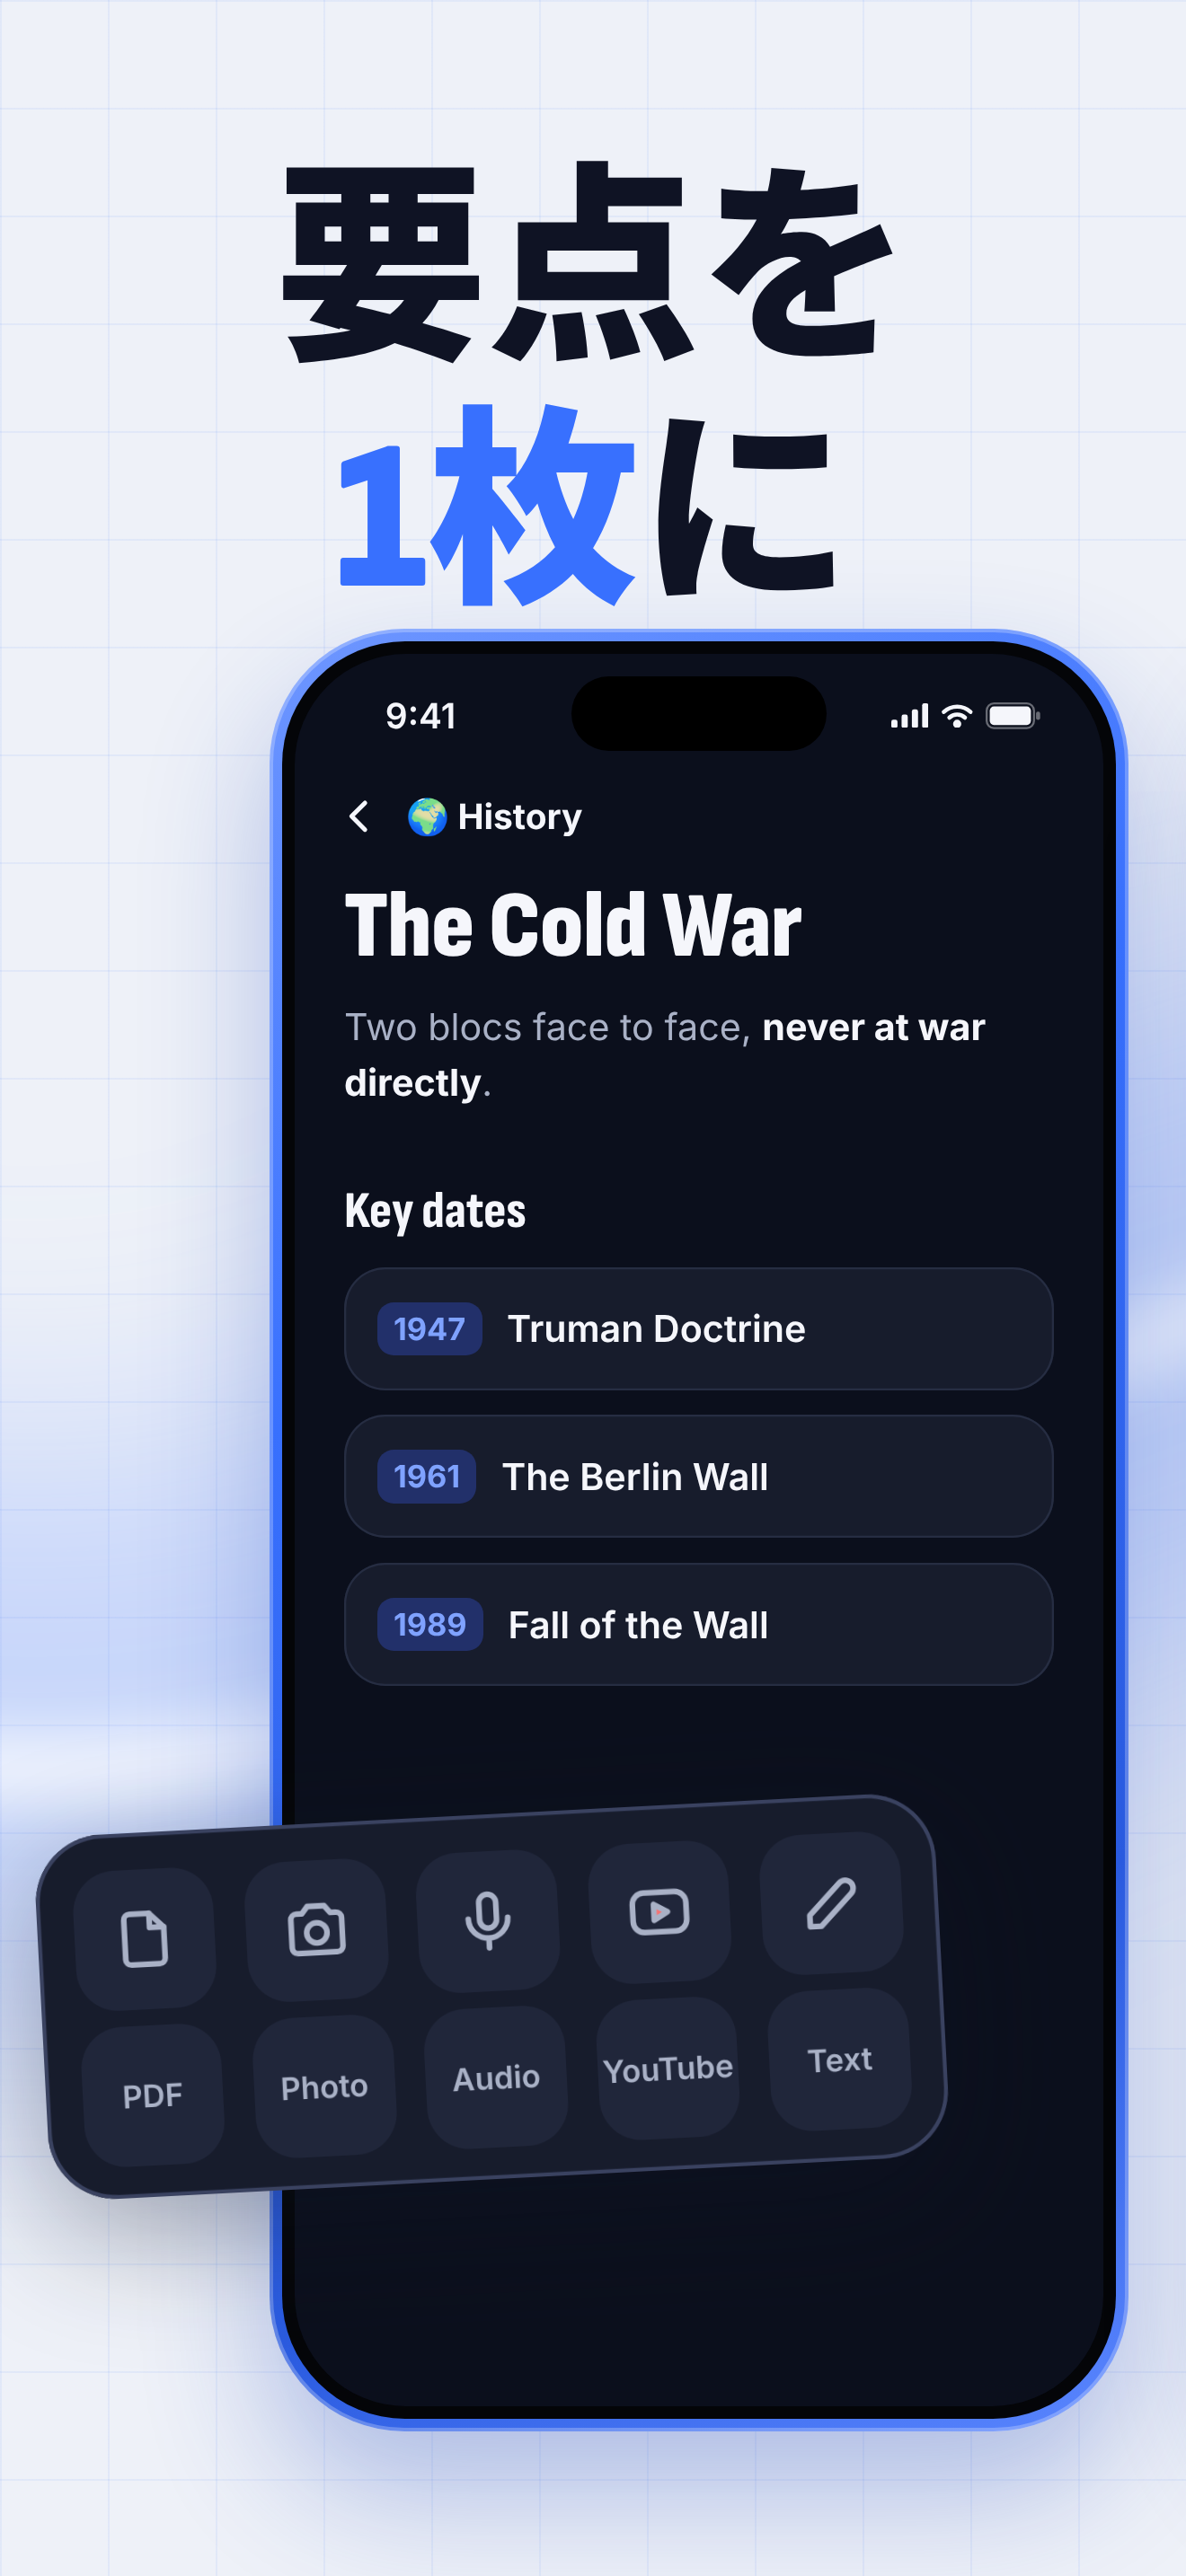 要点を
1枚に
9:41
History
The Cold War
Two blocs face to face, never at war
directly.
Key dates
1947 Truman Doctrine
1961 The Berlin Wall
1989 Fall of the Wall
PDF Photo Audio YouTube Text